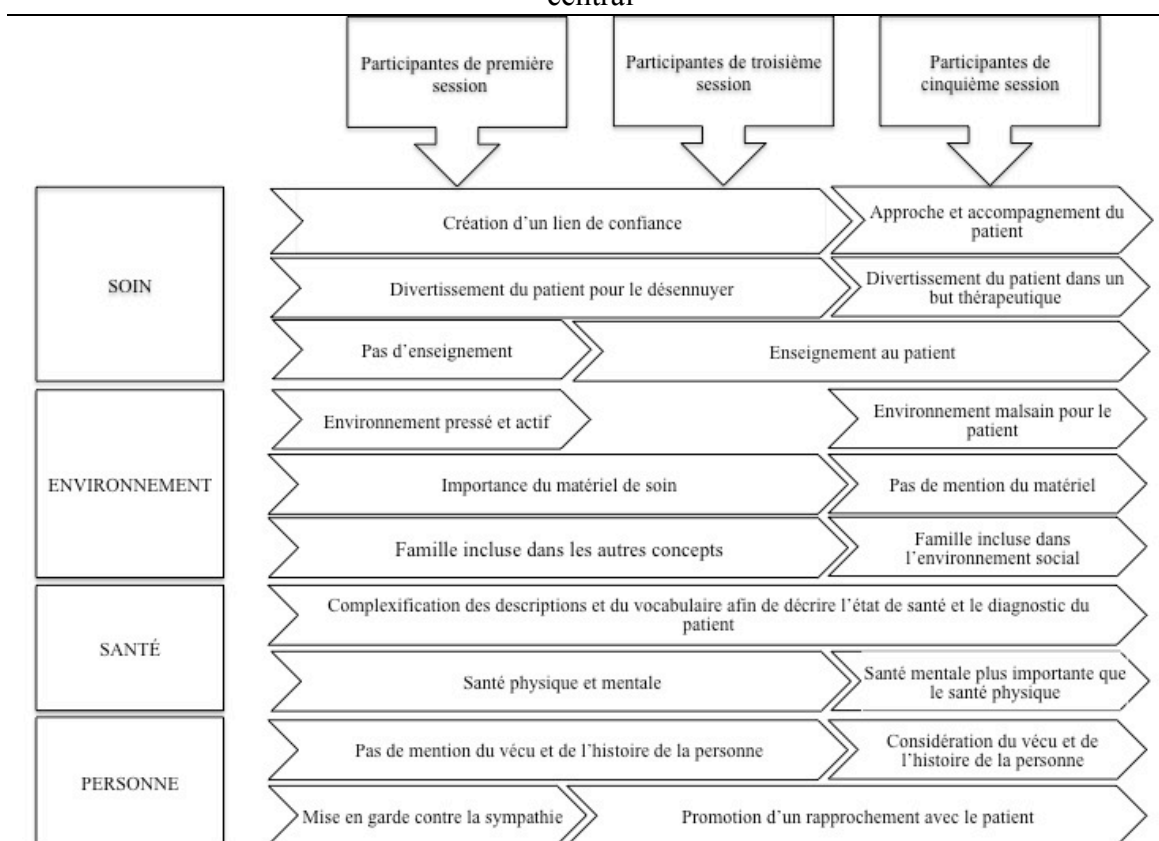 central
Participantes de première
session
Participantes de troisième
session
Participantes de
cinquième session
SOIN
Création d'un lien de confiance
Approche et accompagnement du
patient
Divertissement du patient pour le désennuyer
Divertissement du patient dans un
but thérapeutique
Pas d'enseignement
Enseignement au patient
ENVIRONNEMENT
Environnement pressé et actif
Environnement malsain pour le
patient
Importance du matériel de soin
Pas de mention du matériel
Famille incluse dans les autres concepts
Famille incluse dans
l'environnement social
SANTÉ
Complexification des descriptions et du vocabulaire afin de décrire l'état de santé et le diagnostic du
patient
Santé physique et mentale
Santé mentale plus importante que
le santé physique
PERSONNE
Pas de mention du vécu et de l'histoire de la personne
Considération du vécu et de
l'histoire de la personne
Mise en garde contre la sympathie
Promotion d'un rapprochement avec le patient